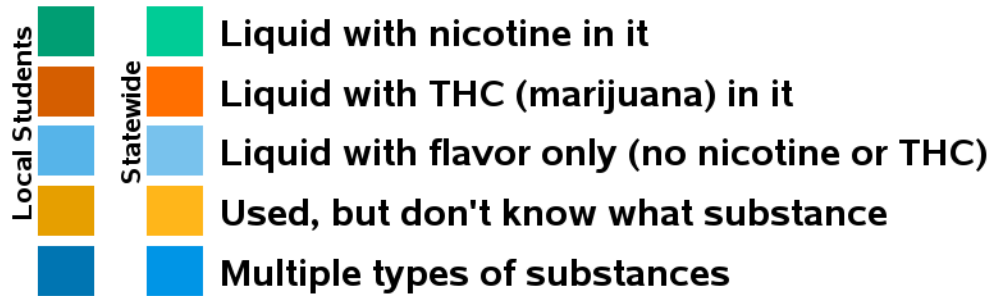 Local Students
Statewide
Liquid with nicotine in it
Liquid with THC (marijuana) in it
Liquid with flavor only (no nicotine or THC)
Used, but don't know what substance
Multiple types of substances